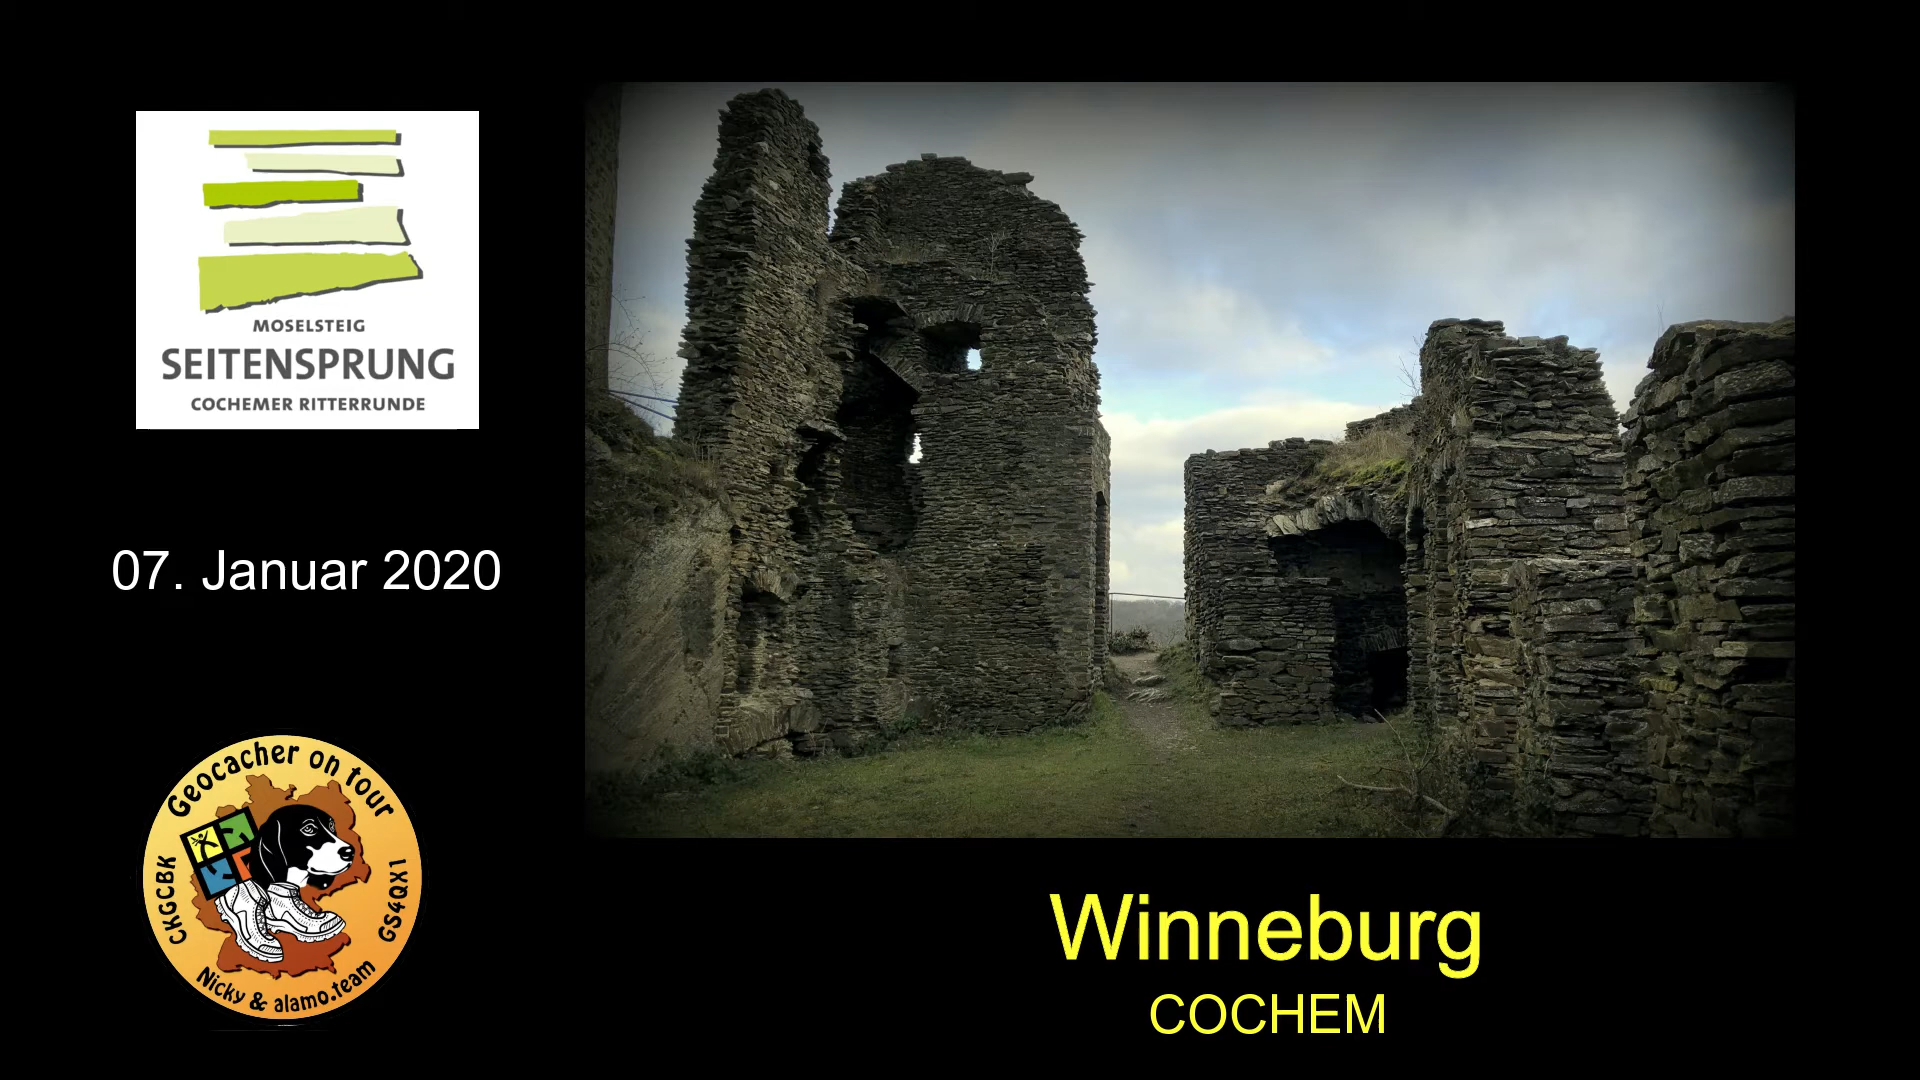 MOSELSTEIG
SEITENSPRUNG
COCHEMER RITTERRUNDE
07. Januar 2020
Geocacher on tour
CKGCBK
GS4QX1
Nicky & alamo.team
Winneburg
COCHEM